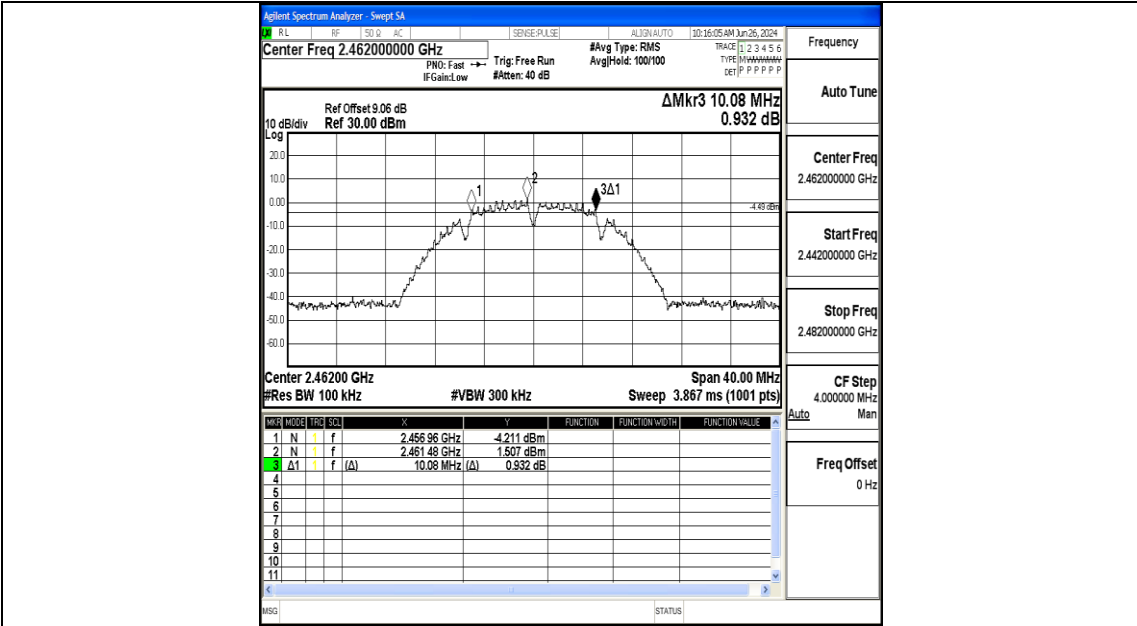 Agilent Spectrum Analyzer - Swept SA
RL RF 50 Ω AC SENSE:PULSE ALIGN AUTO 10:16:05 AM Jun 26, 2024
Center Freq 2.462000000 GHz
PNO: Fast
IFGain:Low
Trig: Free Run
#Atten: 40 dB
#Avg Type: RMS
Avg|Hold: 100/100
TRACE 1 2 3 4 5 6
TYPE
DET P P P P P P
Frequency
Auto Tune
Center Freq
2.462000000 GHz
Start Freq
2.442000000 GHz
Stop Freq
2.482000000 GHz
CF Step
4.000000 MHz
Auto Man
Freq Offset
0 Hz
ΔMkr3 10.08 MHz
0.932 dB
Ref Offset 9.06 dB
10 dB/div Ref 30.00 dBm
Log
20.0
10.0
0.00
-10.0
-20.0
-30.0
-40.0
-50.0
-60.0
1
2
3Δ1
-4.49 dBm
Center 2.46200 GHz Span 40.00 MHz
#Res BW 100 kHz #VBW 300 kHz Sweep 3.867 ms (1001 pts)
MKR MODE TRC SCL X Y FUNCTION FUNCTION WIDTH FUNCTION VALUE
1 N 1 f 2.456 96 GHz -4.211 dBm
2 N 1 f 2.461 48 GHz 1.507 dBm
3 Δ1 1 f (Δ) 10.08 MHz (Δ) 0.932 dB
4
5
6
7
8
9
10
11
MSG STATUS